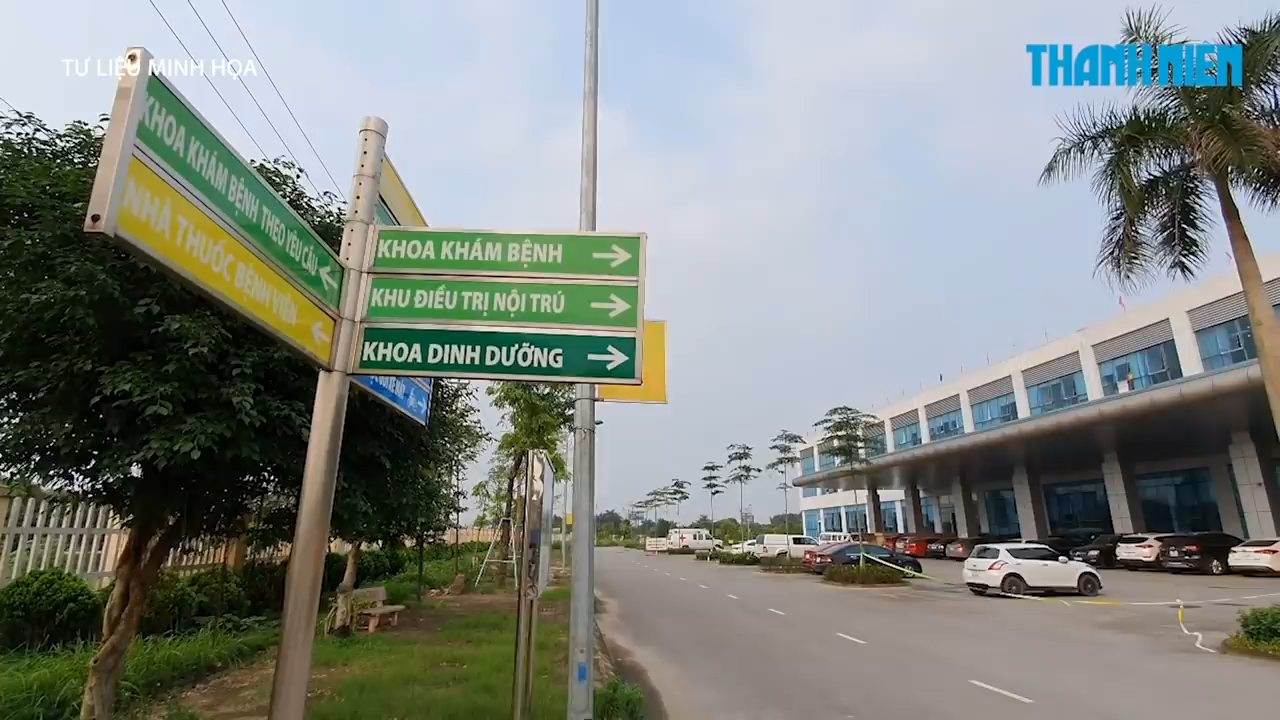 TƯ LIỆU MINH HỌA
THANH NIÊN
KHOA KHÁM BỆNH THEO YÊU CẦU
NHÀ THUỐC BỆNH VIỆN
KHOA KHÁM BỆNH
KHU ĐIỀU TRỊ NỘI TRÚ
KHOA DINH DƯỠNG